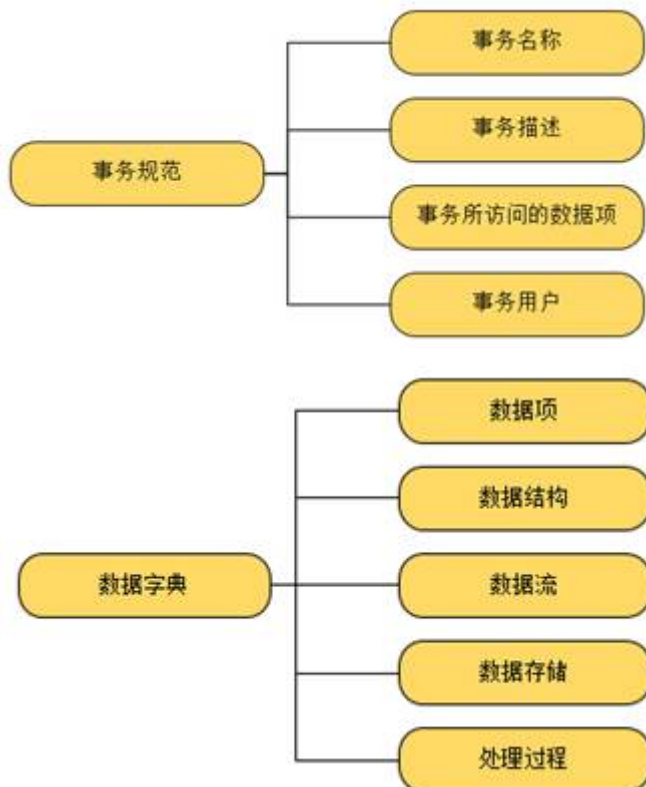 事务规范
事务名称
事务描述
事务所访问的数据项
事务用户
数据字典
数据项
数据结构
数据流
数据存储
处理过程